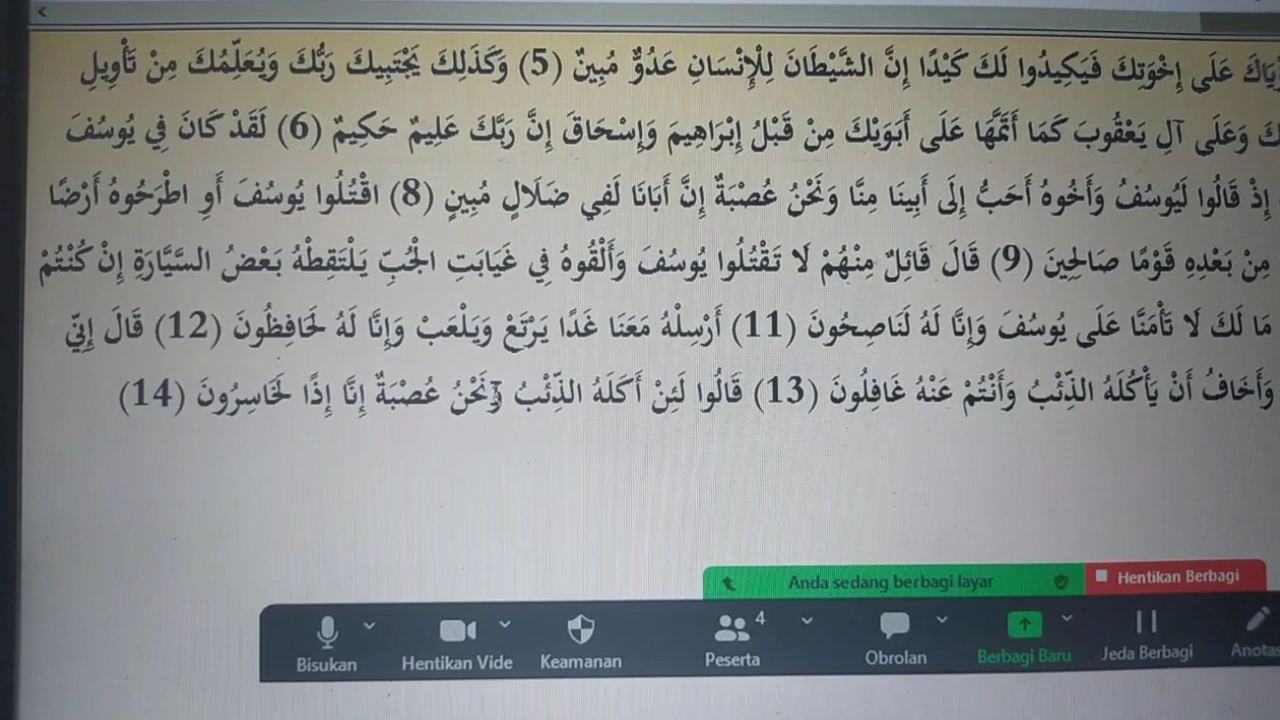 عَلَى إِخْوَتِكَ فَيَكِيدُوا لَكَ كَيْدًا إِنَّ الشَّيْطَانَ لِلْإِنْسَانِ عَدُوٌّ مُبِينٌ (5) وَكَذَلِكَ يَجْتَبِيكَ رَبُّكَ وَيُعَلِّمُكَ مِنْ تَأْوِيلِ
وَعَلَى آلِ يَعْقُوبَ كَمَا أَتَمَّهَا عَلَى أَبَوَيْكَ مِنْ قَبْلُ إِبْرَاهِيمَ وَإِسْحَاقَ إِنَّ رَبَّكَ عَلِيمٌ حَكِيمٌ (6) لَقَدْ كَانَ فِي يُوسُفَ
إِذْ قَالُوا لَيُوسُفُ وَأَخُوهُ أَحَبُّ إِلَى أَبِينَا مِنَّا وَنَحْنُ عُصْبَةٌ إِنَّ أَبَانَا لَفِي ضَلَالٍ مُبِينٍ (8) اقْتُلُوا يُوسُفَ أَوِ اطْرَحُوهُ أَرْضًا
مِنْ بَعْدِهِ قَوْمًا صَالِحِينَ (9) قَالَ قَائِلٌ مِنْهُمْ لَا تَقْتُلُوا يُوسُفَ وَأَلْقُوهُ فِي غَيَابَتِ الْجُبِّ يَلْتَقِطْهُ بَعْضُ السَّيَّارَةِ إِنْ كُنْتُمْ
مَا لَكَ لَا تَأْمَنَّا عَلَى يُوسُفَ وَإِنَّا لَهُ لَنَاصِحُونَ (11) أَرْسِلْهُ مَعَنَا غَدًا يَرْتَعْ وَيَلْعَبْ وَإِنَّا لَهُ لَحَافِظُونَ (12) قَالَ إِنِّي
وَأَخَافُ أَنْ يَأْكُلَهُ الذِّئْبُ وَأَنْتُمْ عَنْهُ غَافِلُونَ (13) قَالُوا لَئِنْ أَكَلَهُ الذِّئْبُ وَنَحْنُ عُصْبَةٌ إِنَّا إِذًا لَخَاسِرُونَ (14)
Anda sedang berbagi layar Hentikan Berbagi
4
Bisukan Hentikan Vide Keamanan Peserta Obrolan Berbagi Baru Jeda Berbagi